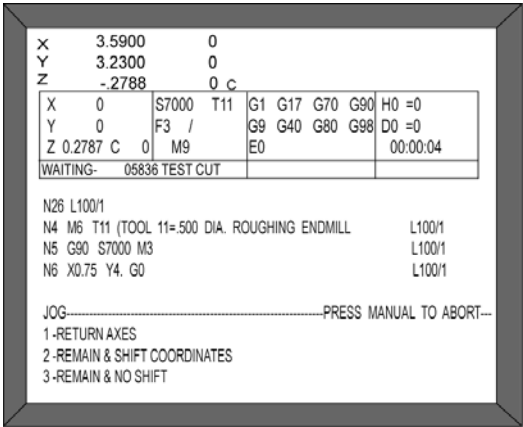 X 3.5900 0
Y 3.2300 0
Z -.2788 0 C
X 0 S7000 T11 G1 G17 G70 G90 H0 =0
Y 0 F3 / G9 G40 G80 G98 D0 =0
Z 0.2787 C 0 M9 E0 00:00:04
WAITING- 05836 TEST CUT
N26 L100/1
N4 M6 T11 (TOOL 11=.500 DIA. ROUGHING ENDMILL L100/1
N5 G90 S7000 M3 L100/1
N6 X0.75 Y4. G0 L100/1
JOG-----------------------------------------------------------------PRESS MANUAL TO ABORT---
1 -RETURN AXES
2 -REMAIN & SHIFT COORDINATES
3 -REMAIN & NO SHIFT